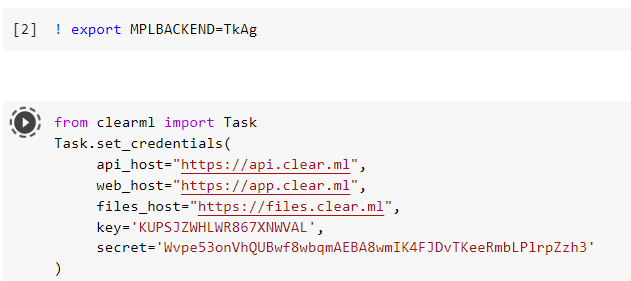 [2] ! export MPLBACKEND=TkAg
from clearml import Task
Task.set_credentials(
api_host="https://api.clear.ml",
web_host="https://app.clear.ml",
files_host="https://files.clear.ml",
key='KUPSJZWHLWR867XNWVAL',
secret='Wvpe53onVhQUBwf8wbqmAEBA8wmIK4FJDvTKeeRmbLPlrpZzh3'
)